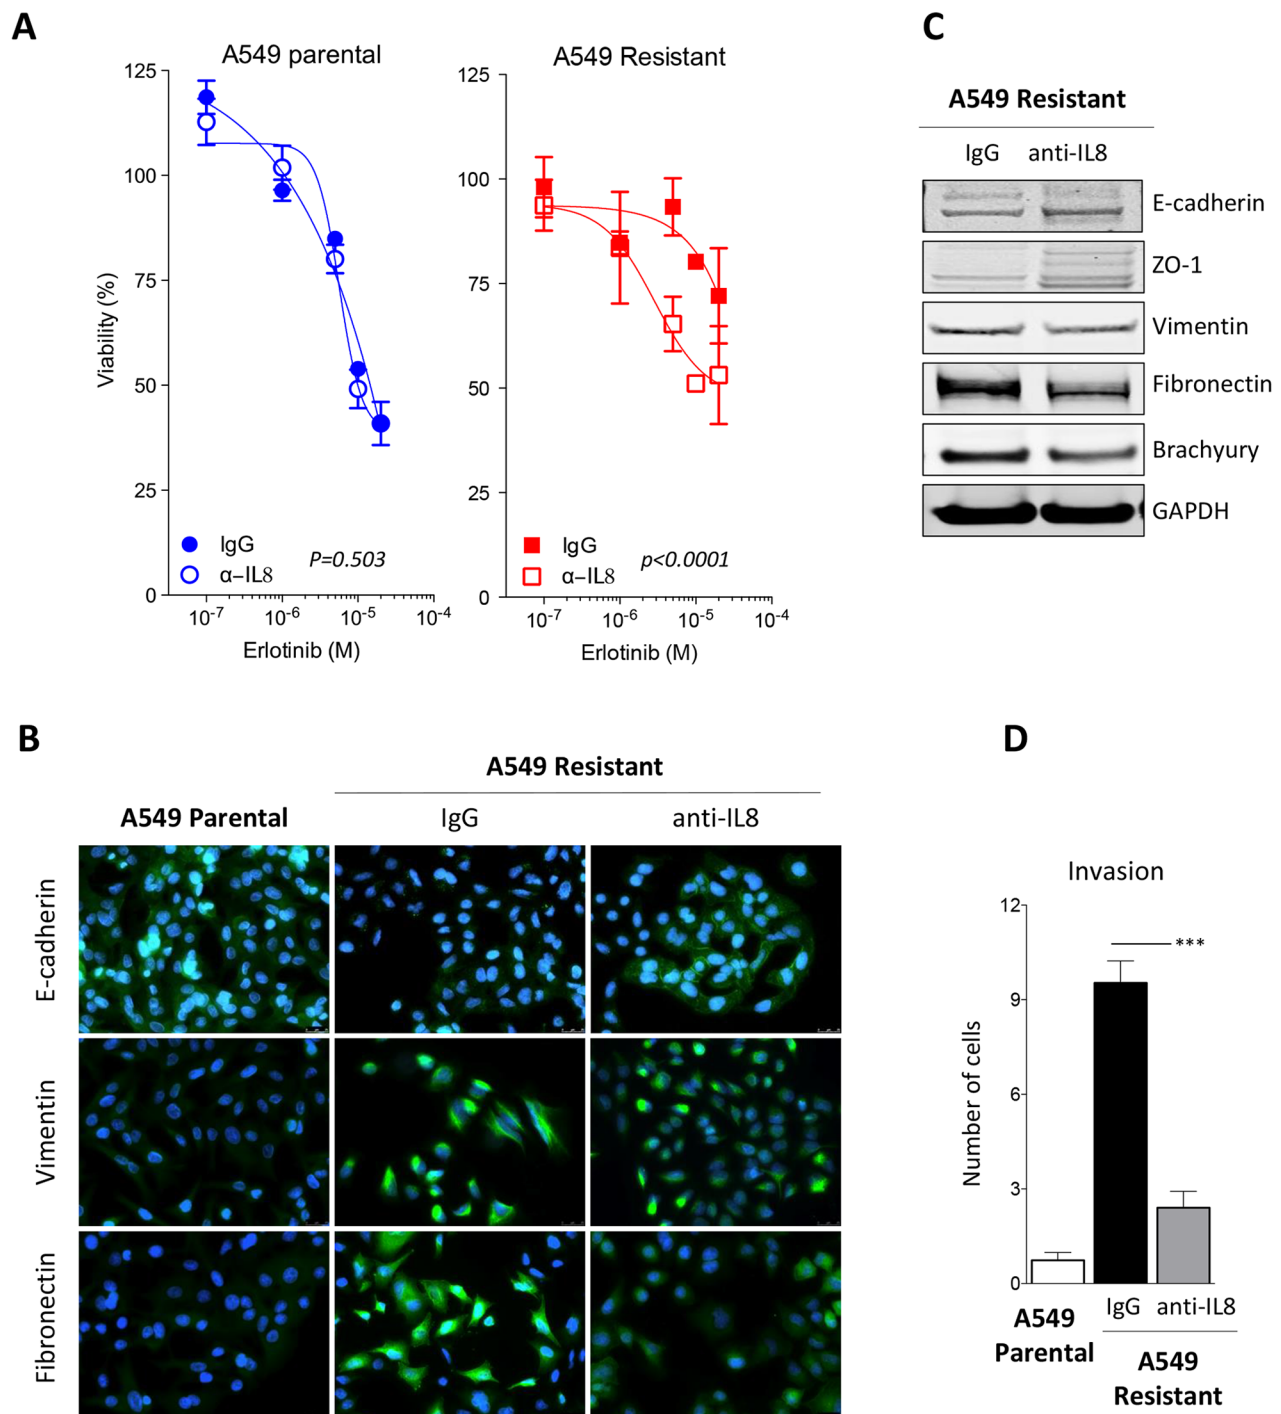 A
A549 parental
A549 Resistant
125
100
75
50
25
0
Viability (%)
IgG
α–IL8
P=0.503
10-7
10-6
10-5
10-4
Erlotinib (M)
125
100
75
50
25
0
IgG
α–IL8
p<0.0001
10-7
10-6
10-5
10-4
Erlotinib (M)
C
A549 Resistant
IgG anti-IL8
E-cadherin
ZO-1
Vimentin
Fibronectin
Brachyury
GAPDH
B
A549 Resistant
A549 Parental
IgG
anti-IL8
E-cadherin
Vimentin
Fibronectin
D
Invasion
12
9
6
3
0
Number of cells
***
A549
Parental
IgG anti-IL8
A549
Resistant